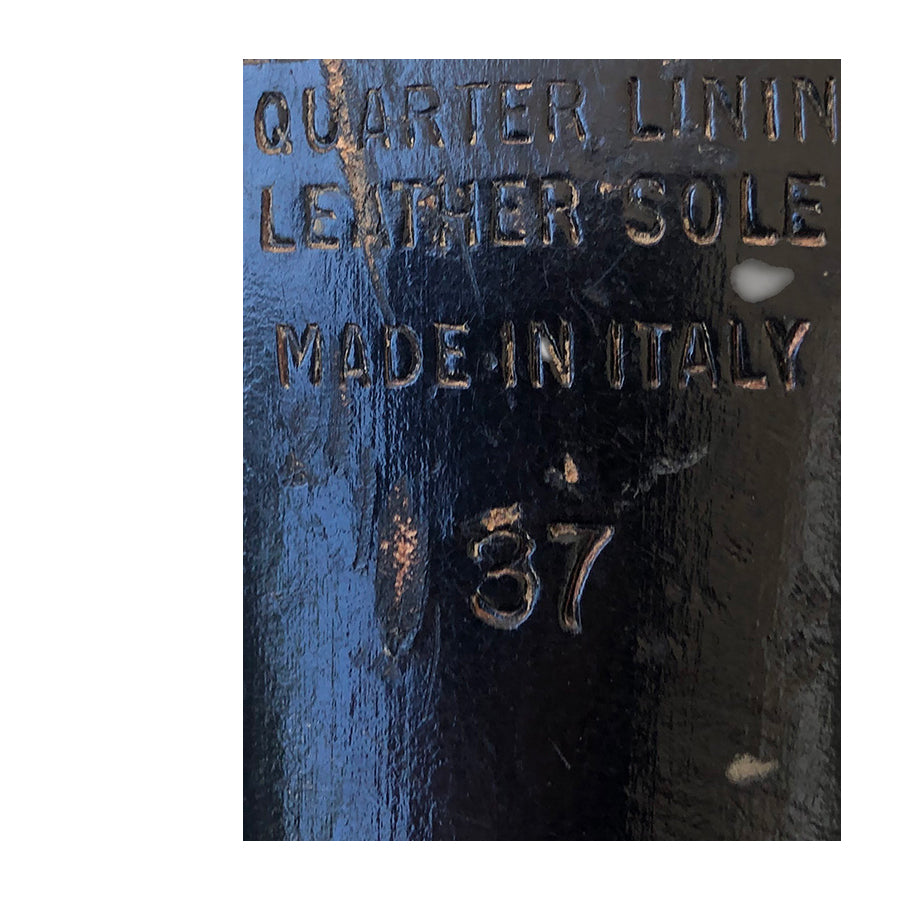 QUARTER LININ
LEATHER SOLE
MADE IN ITALY
37